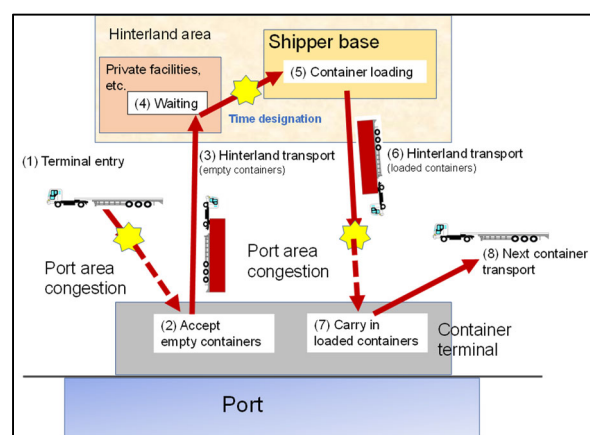 Hinterland area
Shipper base
Private facilities,
etc.
(5) Container loading
(4) Waiting
Time designation
(1) Terminal entry
(3) Hinterland transport
(empty containers)
(6) Hinterland transport
(loaded containers)
Port area
congestion
Port area
congestion
(8) Next container
transport
(2) Accept
empty containers
(7) Carry in
loaded containers
Container
terminal
Port